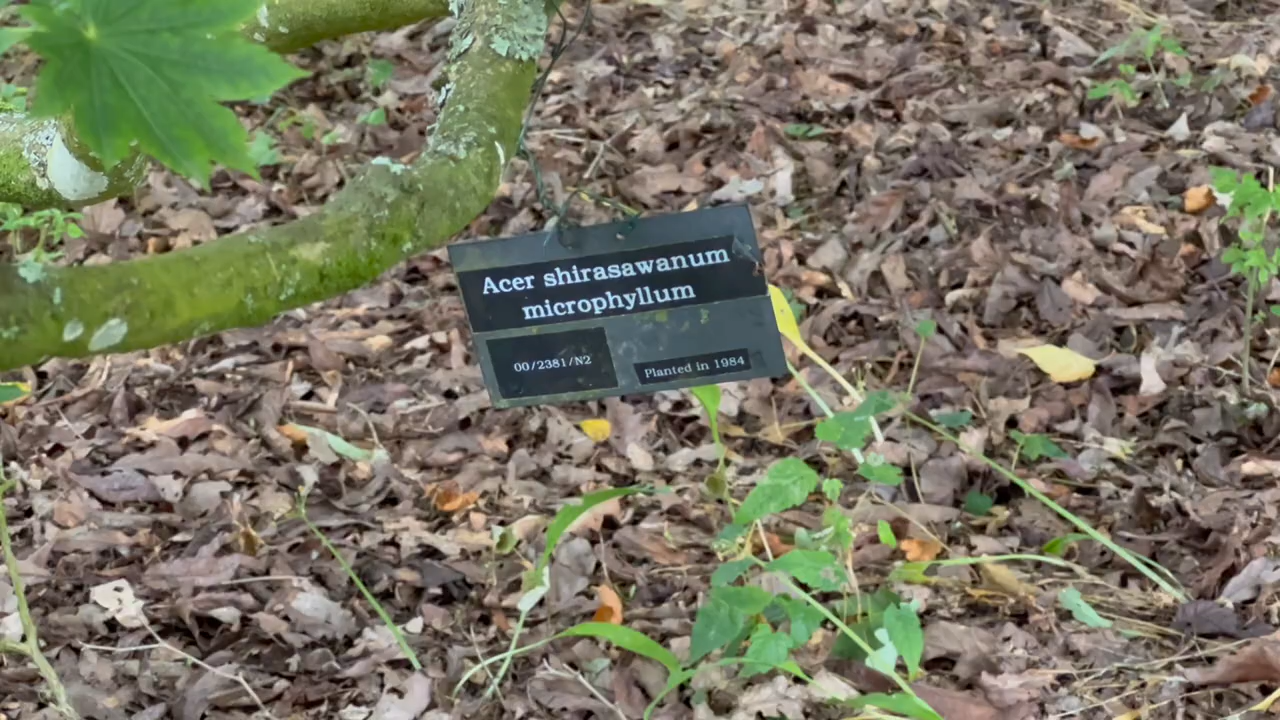 Acer shirasawanum
microphyllum
00/2381/N2
Planted in 1984